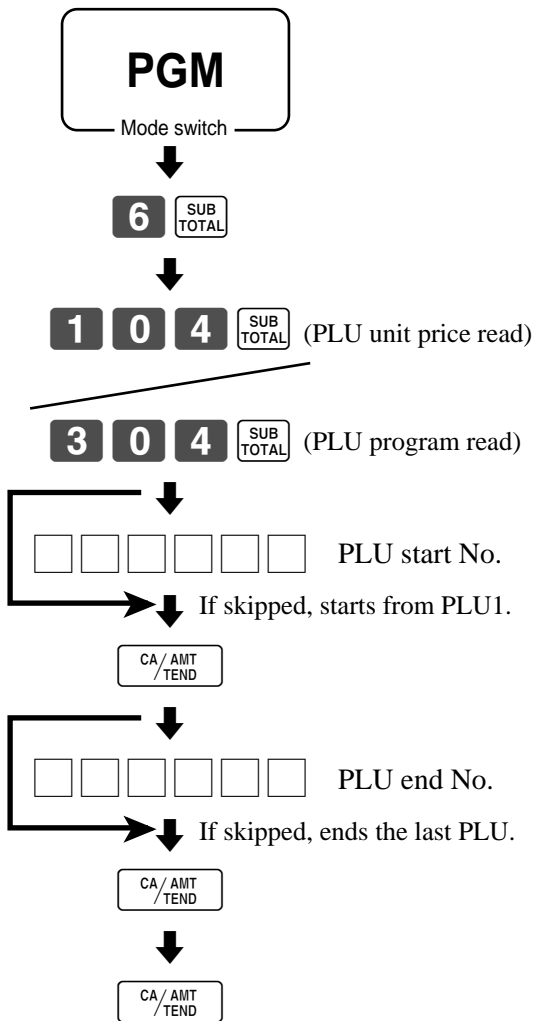 PGM
Mode switch
6 SUB TOTAL
1 0 4 SUB TOTAL (PLU unit price read)
3 0 4 SUB TOTAL (PLU program read)
PLU start No.
If skipped, starts from PLU1.
CA/AMT TEND
PLU end No.
If skipped, ends the last PLU.
CA/AMT TEND
CA/AMT TEND